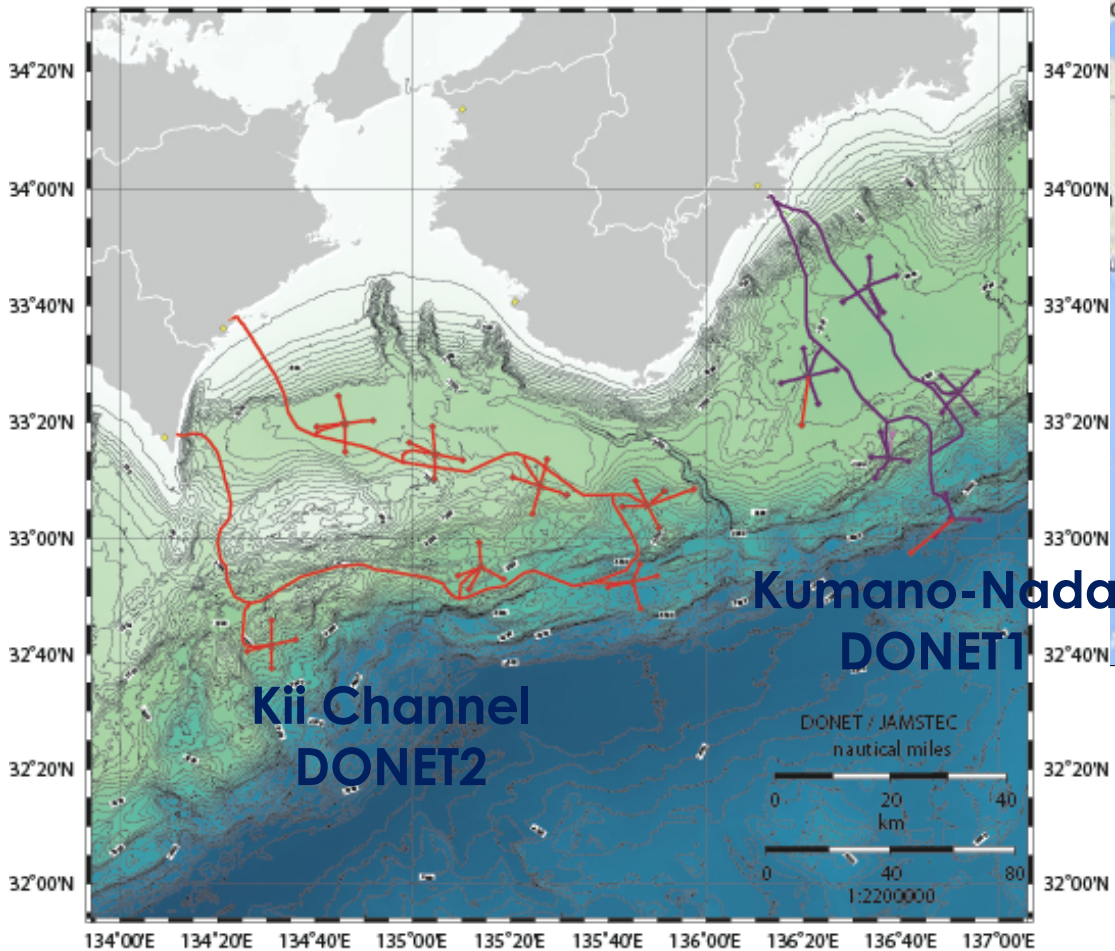 34°20'N
34°20'N
34°00'N
34°00'N
33°40'N
33°40'N
33°20'N
33°20'N
33°00'N
33°00'N
Kumano-Nada
DONET1
32°40'N
32°40'N
Kii Channel
DONET2
DONET / JAMSTEC
nautical miles
0 20 40
km
0 40 80
1:2200000
32°20'N
32°20'N
32°00'N
32°00'N
134°00'E 134°20'E 134°40'E 135°00'E 135°20'E 135°40'E 136°00'E 136°20'E 136°40'E 137°00'E